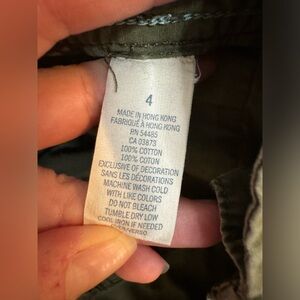 4
MADE IN HONG KONG
FABRIQUÉ À HONG KONG
RN 54485
CA 03873
100% COTTON
100% COTON
EXCLUSIVE OF DECORATION
SANS LES DÉCORATIONS
MACHINE WASH COLD
WITH LIKE COLORS
DO NOT BLEACH
TUMBLE DRY LOW
COOL IRON IF NEEDED